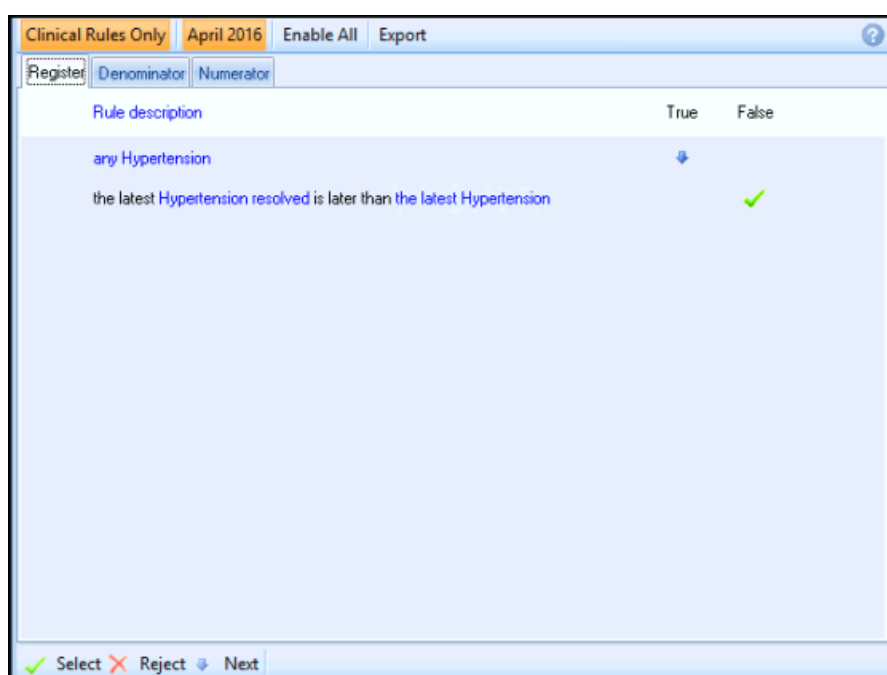 Clinical Rules Only April 2016 Enable All Export
Register Denominator Numerator
Rule description True False
any Hypertension
the latest Hypertension resolved is later than the latest Hypertension
Select Reject Next